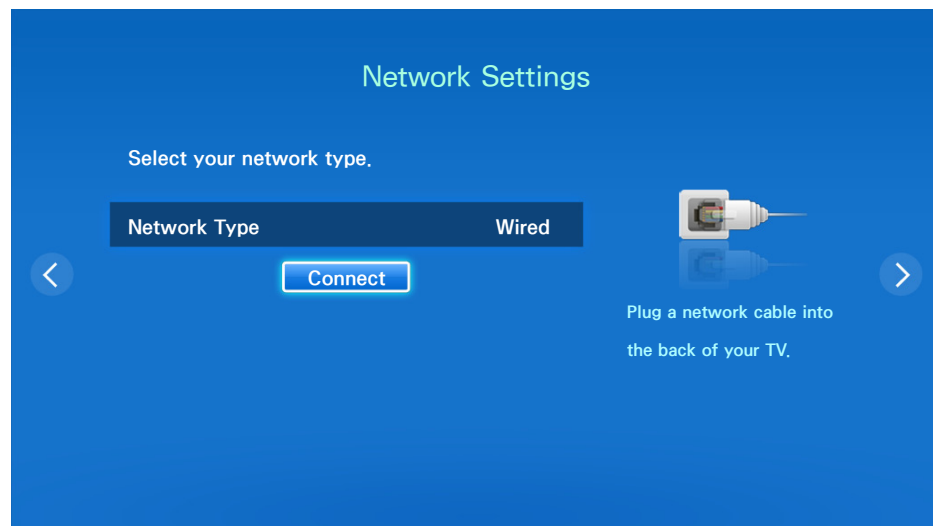 Network Settings
Select your network type.
Network Type Wired
Connect
Plug a network cable into
the back of your TV.